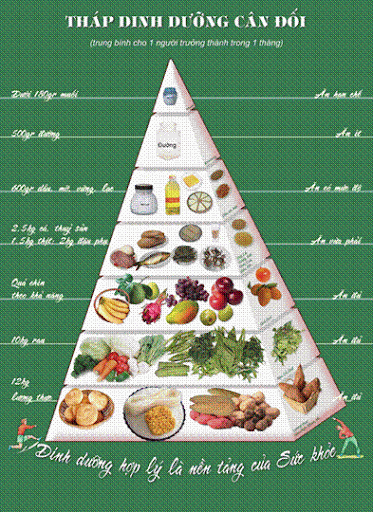 THÁP DINH DƯỠNG CÂN ĐỐI
(trung bình cho 1 người trưởng thành trong 1 tháng)
Dưới 180gr muối
Ăn hạn chế
500gr đường
Ăn ít
Đường
600gr dầu, mỡ, vừng, lạc
Ăn có mức độ
2,5kg cá, thuỷ sản
1,5kg thịt, 2kg đậu phụ
Ăn vừa phải
Quả chín
theo khả năng
Ăn đủ
10kg rau
Ăn đủ
12kg
lương thực
Ăn đủ
Dinh dưỡng hợp lý là nền tảng của Sức khỏe